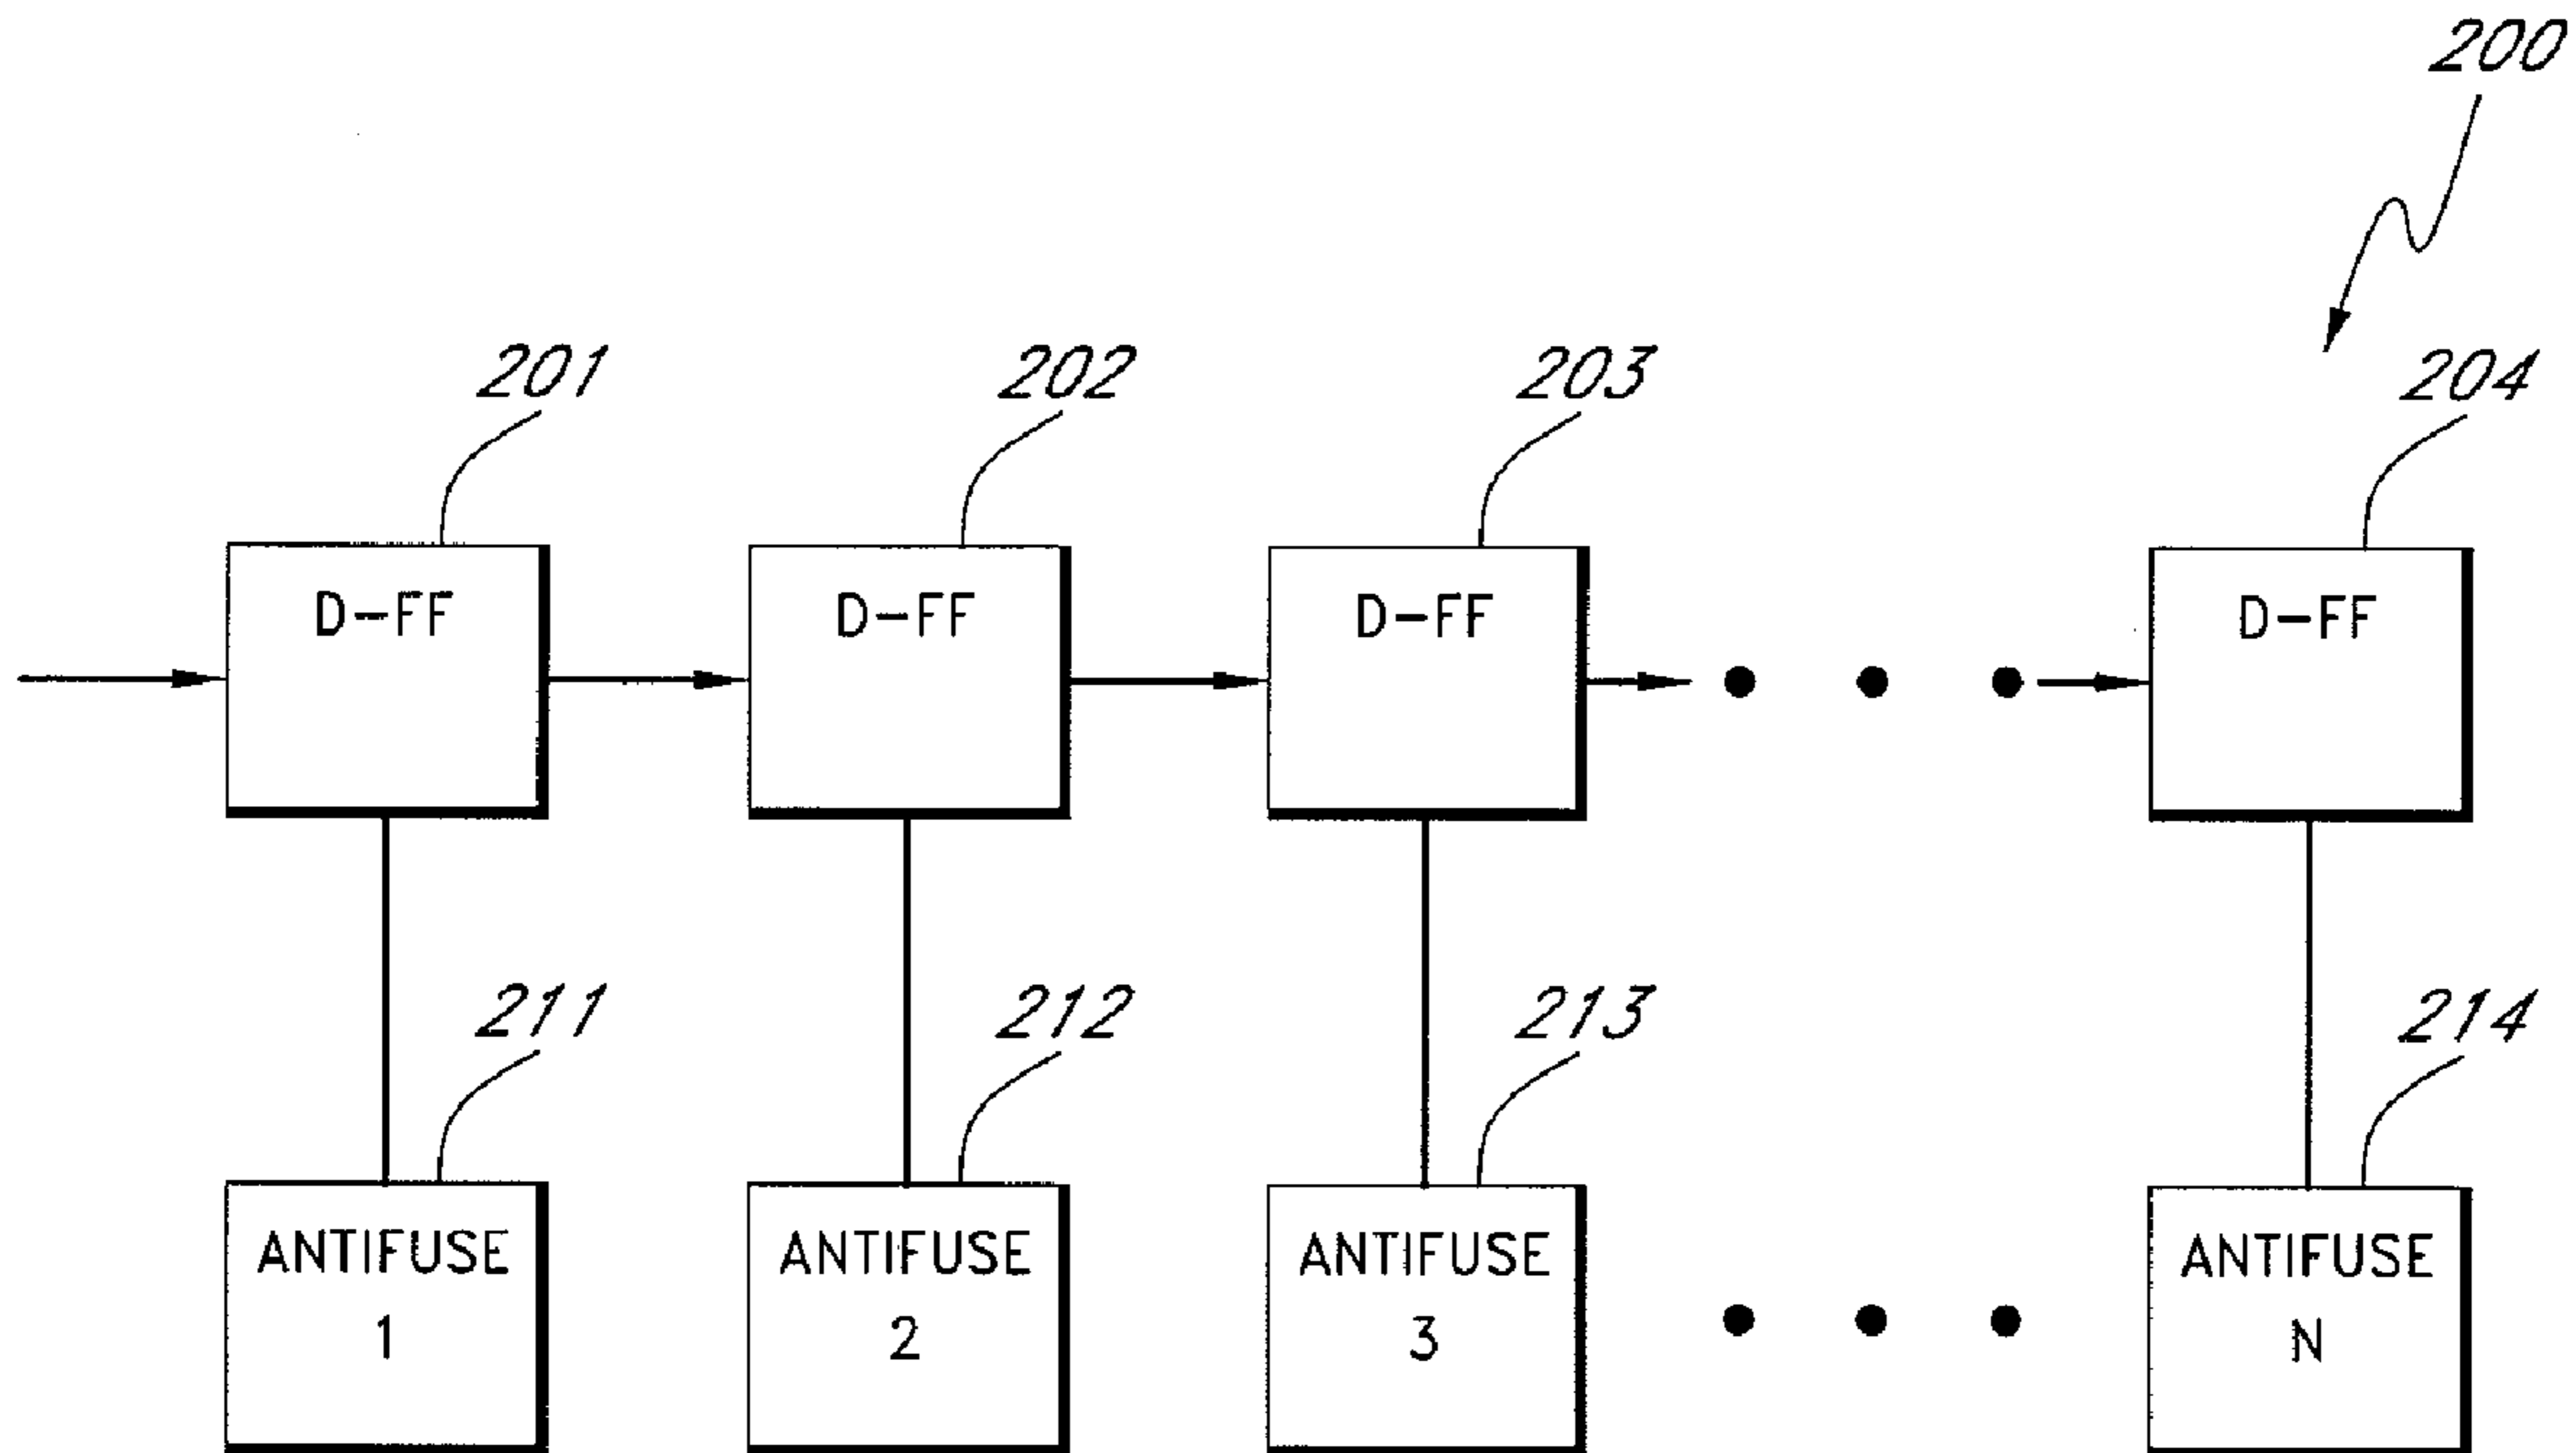 200
201 202 203 204
D-FF D-FF D-FF D-FF
211 212 213 214
ANTIFUSE ANTIFUSE ANTIFUSE ANTIFUSE
1 2 3 N